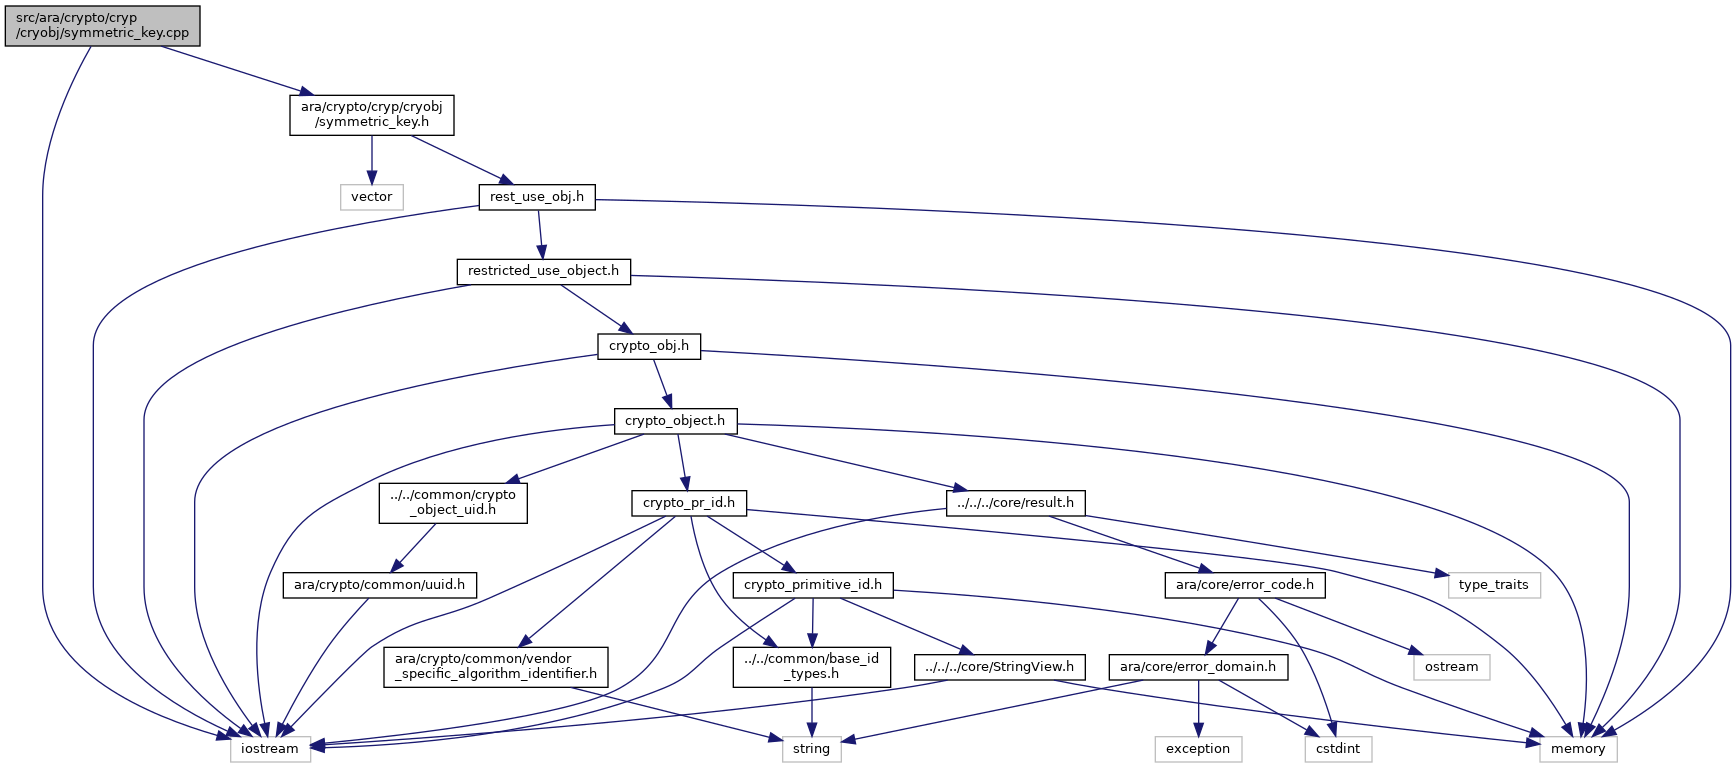 src/ara/crypto/cryp
/cryobj/symmetric_key.cpp
ara/crypto/cryp/cryobj
/symmetric_key.h
vector
rest_use_obj.h
restricted_use_object.h
crypto_obj.h
crypto_object.h
../../common/crypto
_object_uid.h
crypto_pr_id.h
../../../core/result.h
ara/crypto/common/uuid.h
crypto_primitive_id.h
ara/core/error_code.h
type_traits
ara/crypto/common/vendor
_specific_algorithm_identifier.h
../../common/base_id
_types.h
../../../core/StringView.h
ara/core/error_domain.h
ostream
iostream
string
exception
cstdint
memory